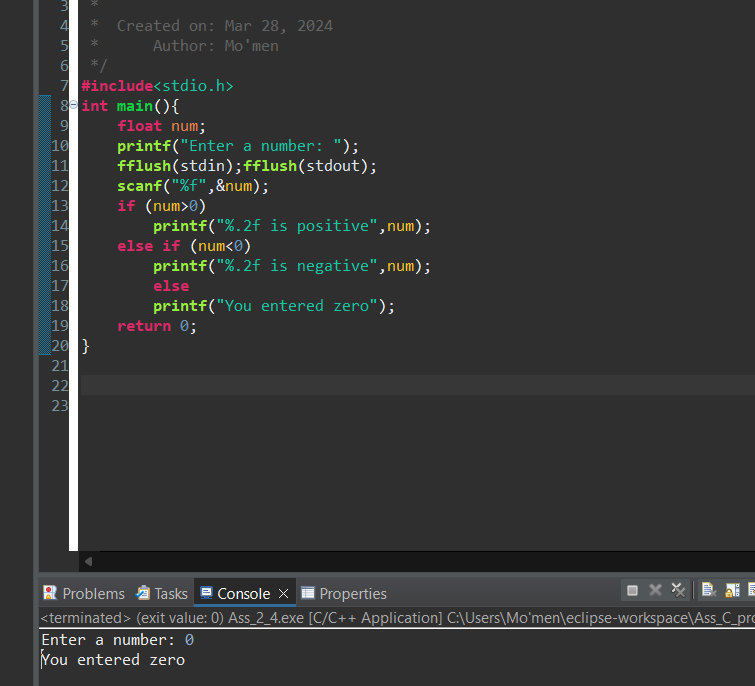 3 *
4 * Created on: Mar 28, 2024
5 * Author: Mo'men
6 */
7 #include<stdio.h>
8 int main(){
9 float num;
10 printf("Enter a number: ");
11 fflush(stdin);fflush(stdout);
12 scanf("%f",&num);
13 if (num>0)
14 printf("%.2f is positive",num);
15 else if (num<0)
16 printf("%.2f is negative",num);
17 else
18 printf("You entered zero");
19 return 0;
20 }
21
22
23
Problems Tasks Console Properties
<terminated> (exit value: 0) Ass_2_4.exe [C/C++ Application] C:\Users\Mo'men\eclipse-workspace\Ass_C_pro
Enter a number: 0
You entered zero